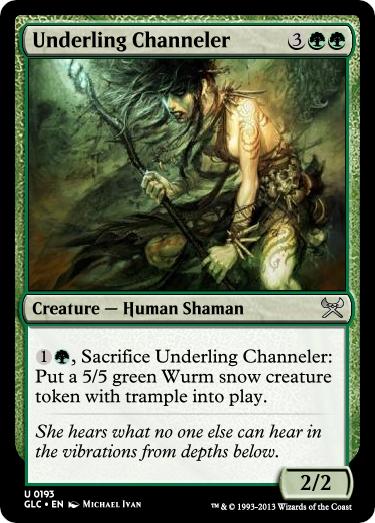 Underling Channeler 3
Creature — Human Shaman
1, Sacrifice Underling Channeler:
Put a 5/5 green Wurm snow creature
token with trample into play.
She hears what no one else can hear in
the vibrations from depths below.
2/2
U 0193
GLC • EN Michael Ivan
™ & © 1993-2013 Wizards of the Coast